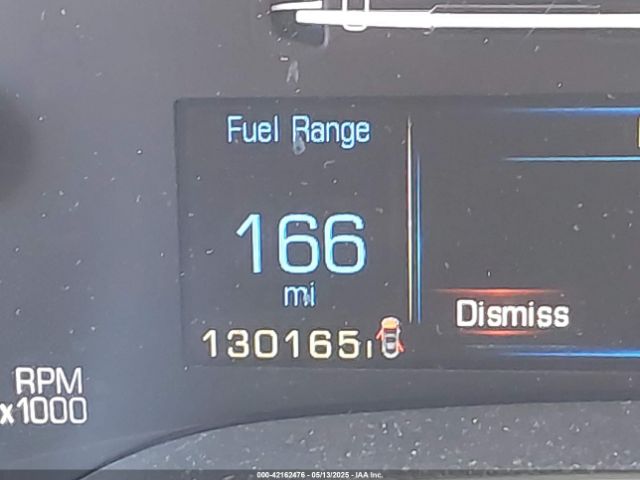 Fuel Range
166
mi
Dismiss
130165
RPM
x1000
000-42162476 - 05/13/2025 - IAA Inc.